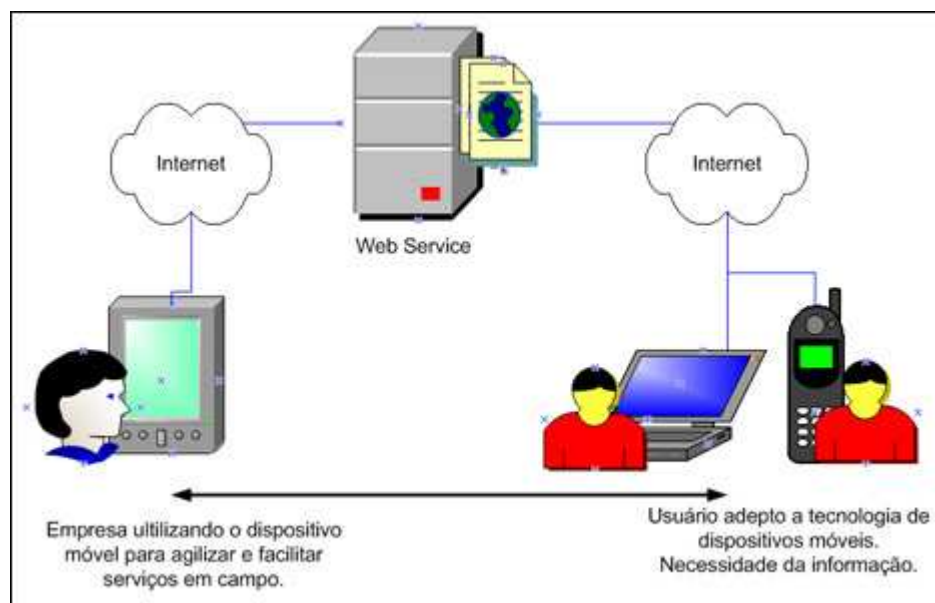 Internet
Internet
Web Service
Empresa ultilizando o dispositivo
móvel para agilizar e facilitar
serviços em campo.
Usuário adepto a tecnologia de
dispositivos móveis.
Necessidade da informação.